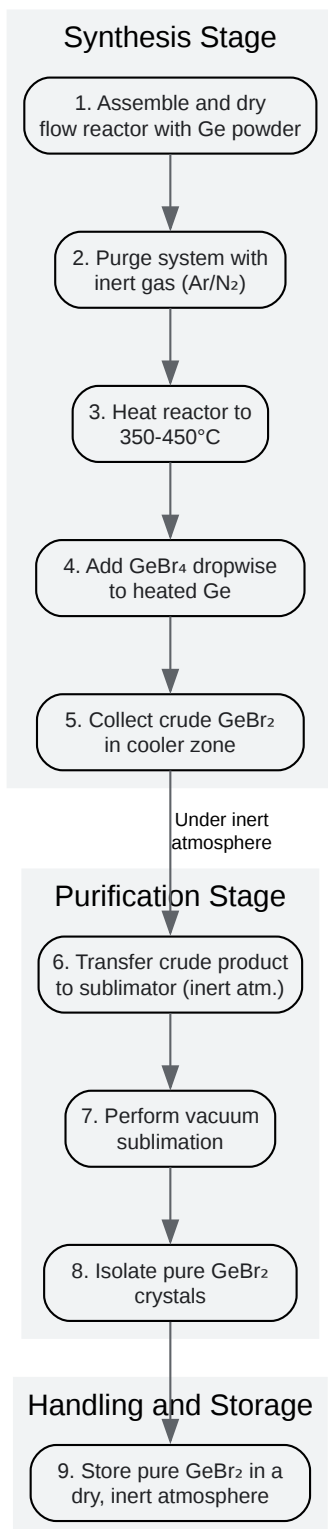 Synthesis Stage
1. Assemble and dry
flow reactor with Ge powder
2. Purge system with
inert gas (Ar/N₂)
3. Heat reactor to
350-450°C
4. Add GeBr₄ dropwise
to heated Ge
5. Collect crude GeBr₂
in cooler zone
Under inert
atmosphere
Purification Stage
6. Transfer crude product
to sublimator (inert atm.)
7. Perform vacuum
sublimation
8. Isolate pure GeBr₂
crystals
Handling and Storage
9. Store pure GeBr₂ in a
dry, inert atmosphere